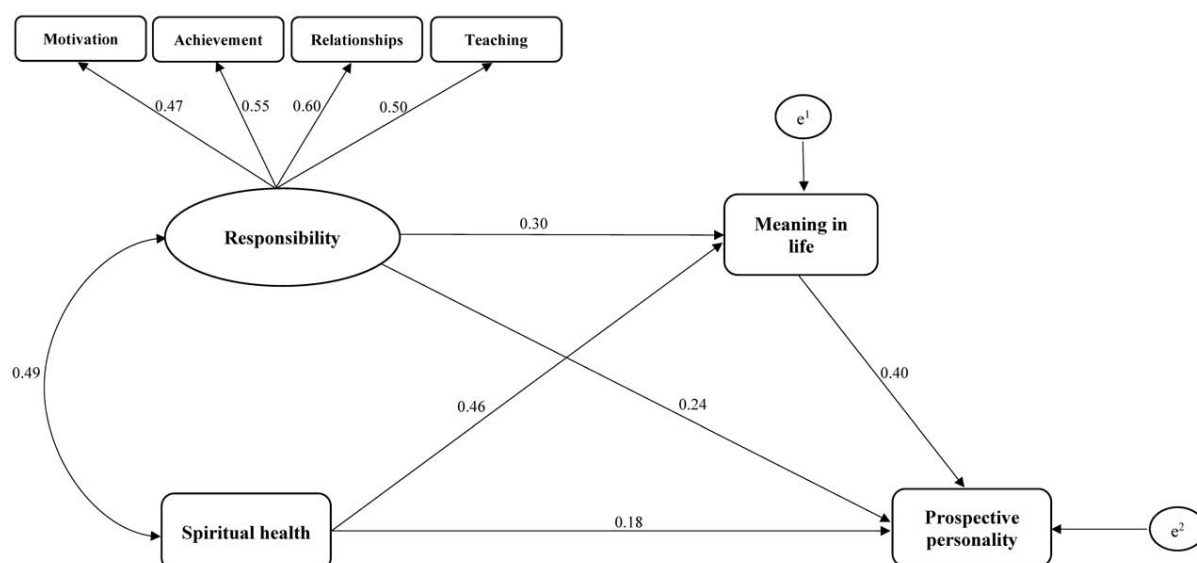 Motivation
Achievement
Relationships
Teaching
0.47
0.55
0.60
0.50
e¹
Responsibility
0.30
Meaning in
life
0.49
0.46
0.24
0.40
Spiritual health
0.18
Prospective
personality
e²